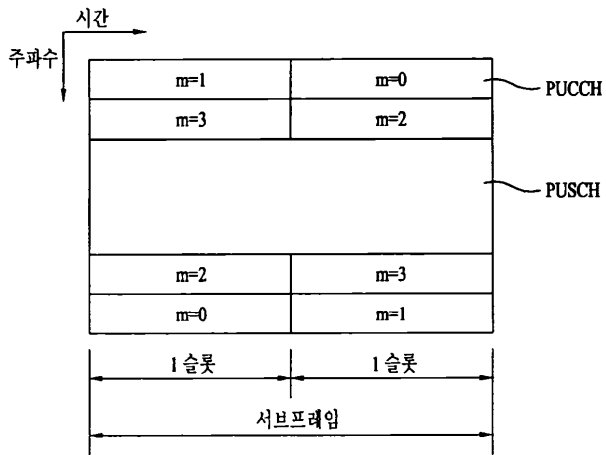 시간
주파수
m=1 m=0
PUCCH
m=3 m=2
PUSCH
m=2 m=3
m=0 m=1
1 슬롯 1 슬롯
서브프레임